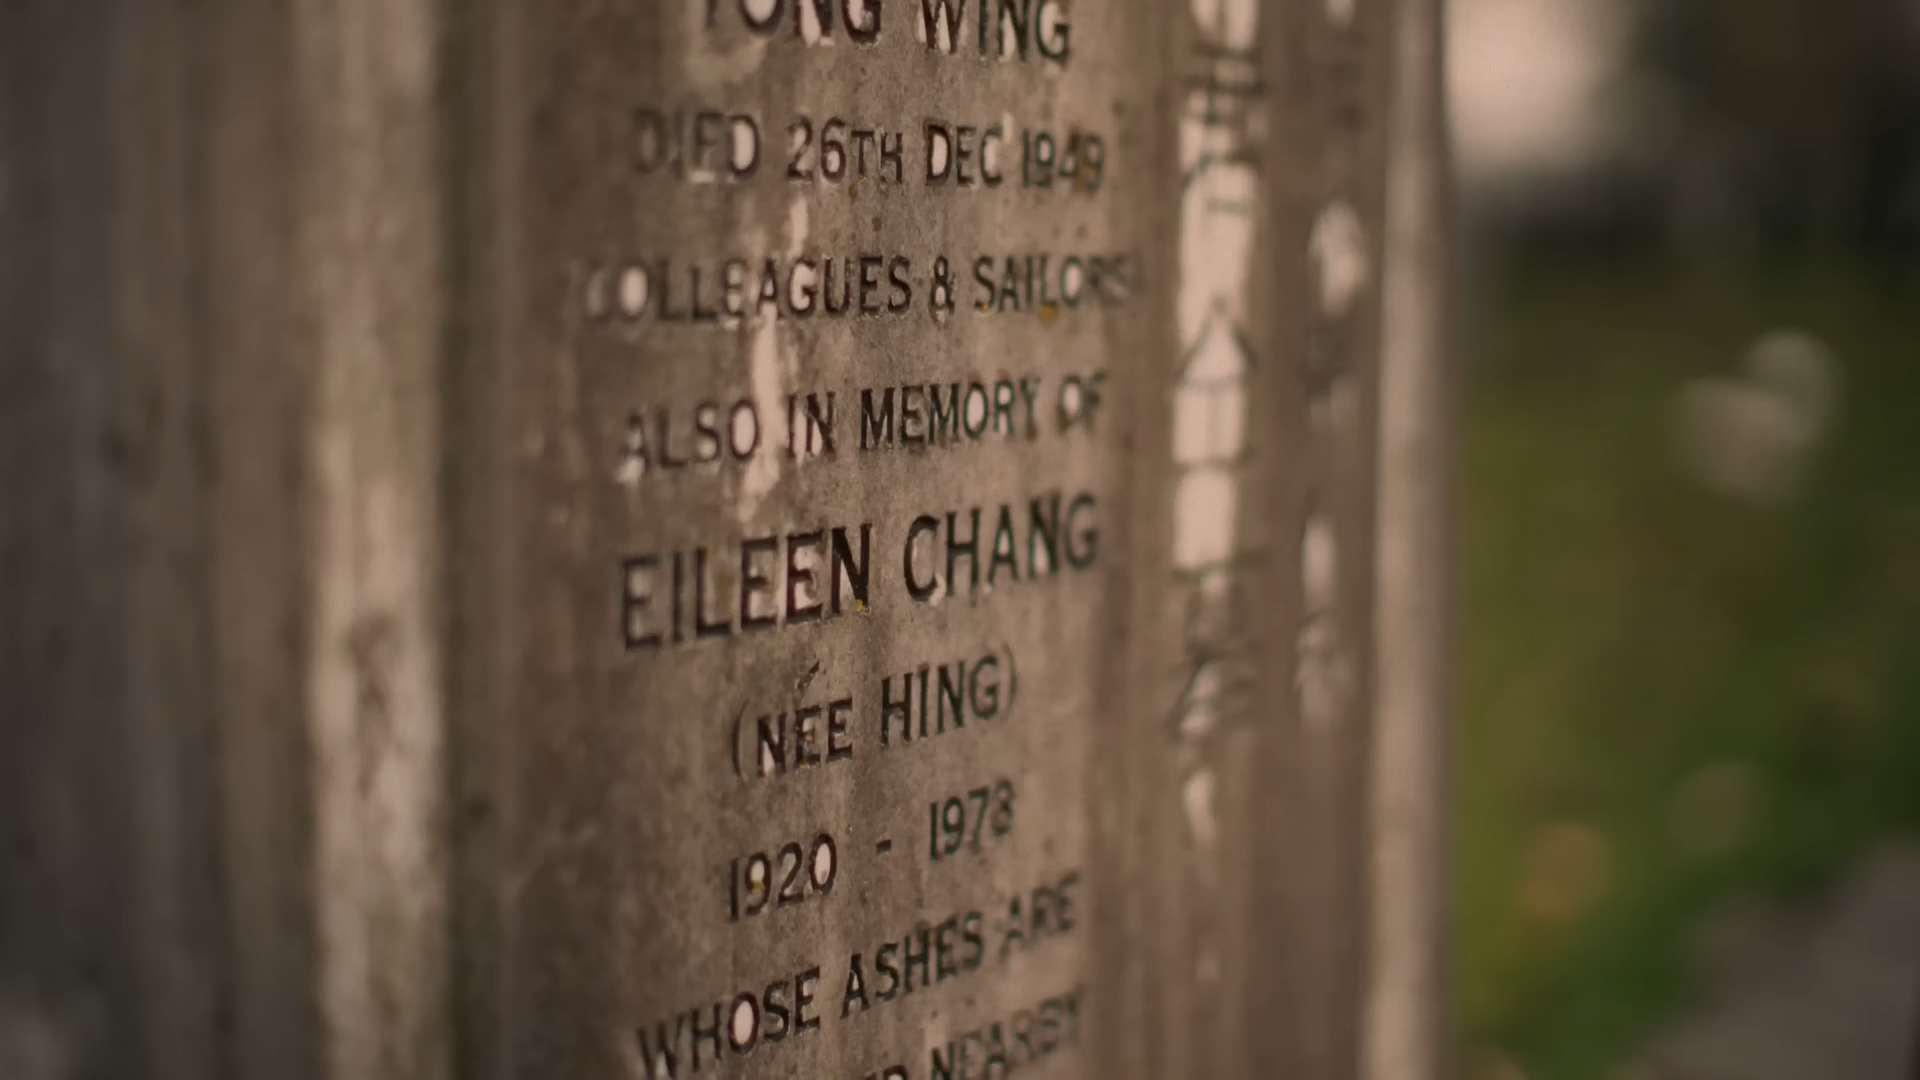 WING
DIED 26TH DEC 1949
COLLEAGUES & SAILORS
ALSO IN MEMORY OF
EILEEN CHANG
(NÉE HING)
1920 - 1978
WHOSE ASHES ARE
NEARBY